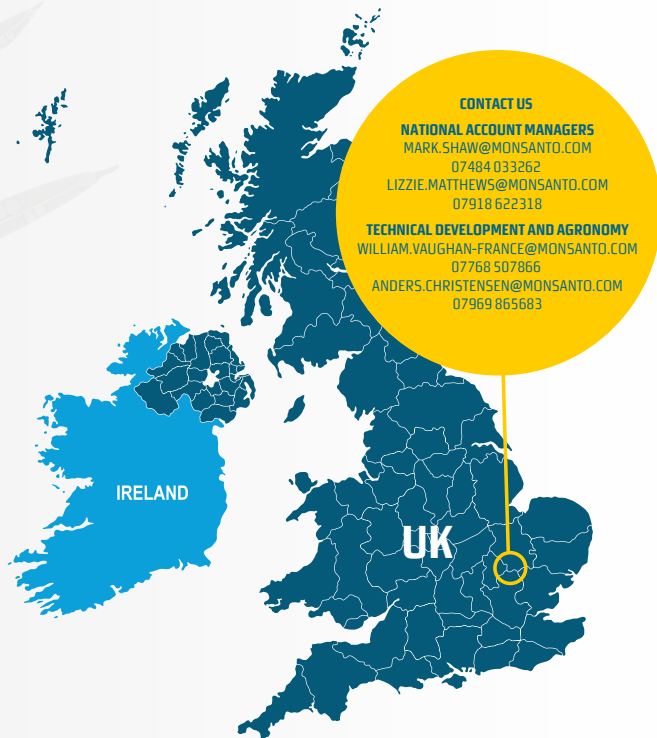 CONTACT US
NATIONAL ACCOUNT MANAGERS
MARK.SHAW@MONSANTO.COM
07484 033262
LIZZIE.MATTHEWS@MONSANTO.COM
07918 622318
TECHNICAL DEVELOPMENT AND AGRONOMY
WILLIAM.VAUGHAN-FRANCE@MONSANTO.COM
07768 507866
ANDERS.CHRISTENSEN@MONSANTO.COM
07969 865683
IRELAND
UK